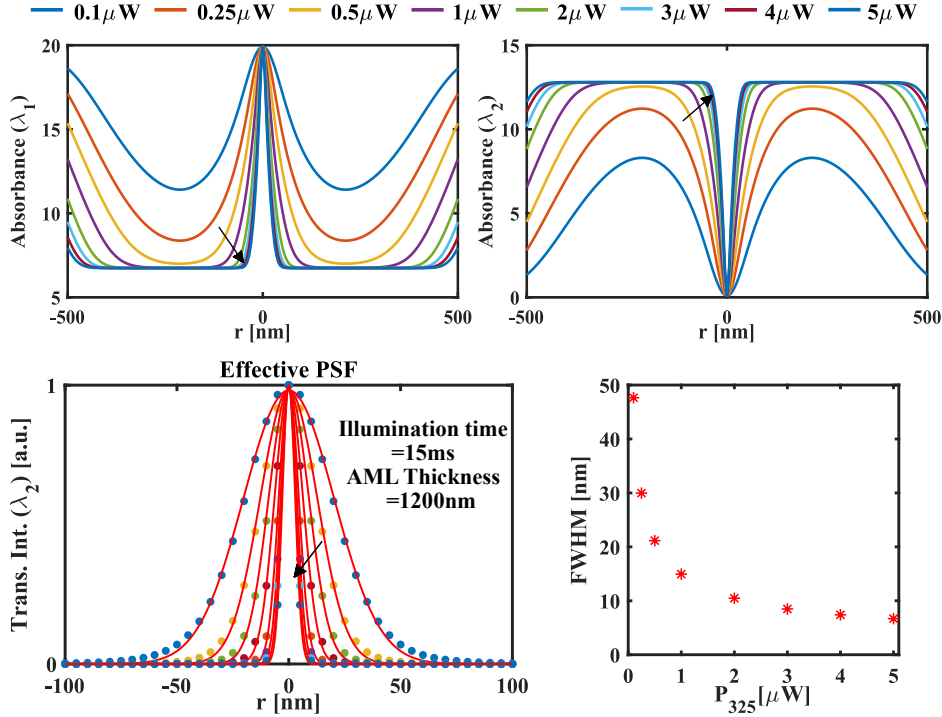 0.1μW 0.25μW 0.5μW 1μW 2μW 3μW 4μW 5μW
20
15
10
5
Absorbance (λ1)
-500 0 500
r [nm]
15
10
5
0
Absorbance (λ2)
-500 0 500
r [nm]
Effective PSF
1
0
Trans. Int. (λ2) [a.u.]
Illumination time
=15ms
AML Thickness
=1200nm
-100 -50 0 50 100
r [nm]
50
40
30
20
10
0
FWHM [nm]
0 1 2 3 4 5
P325[μW]